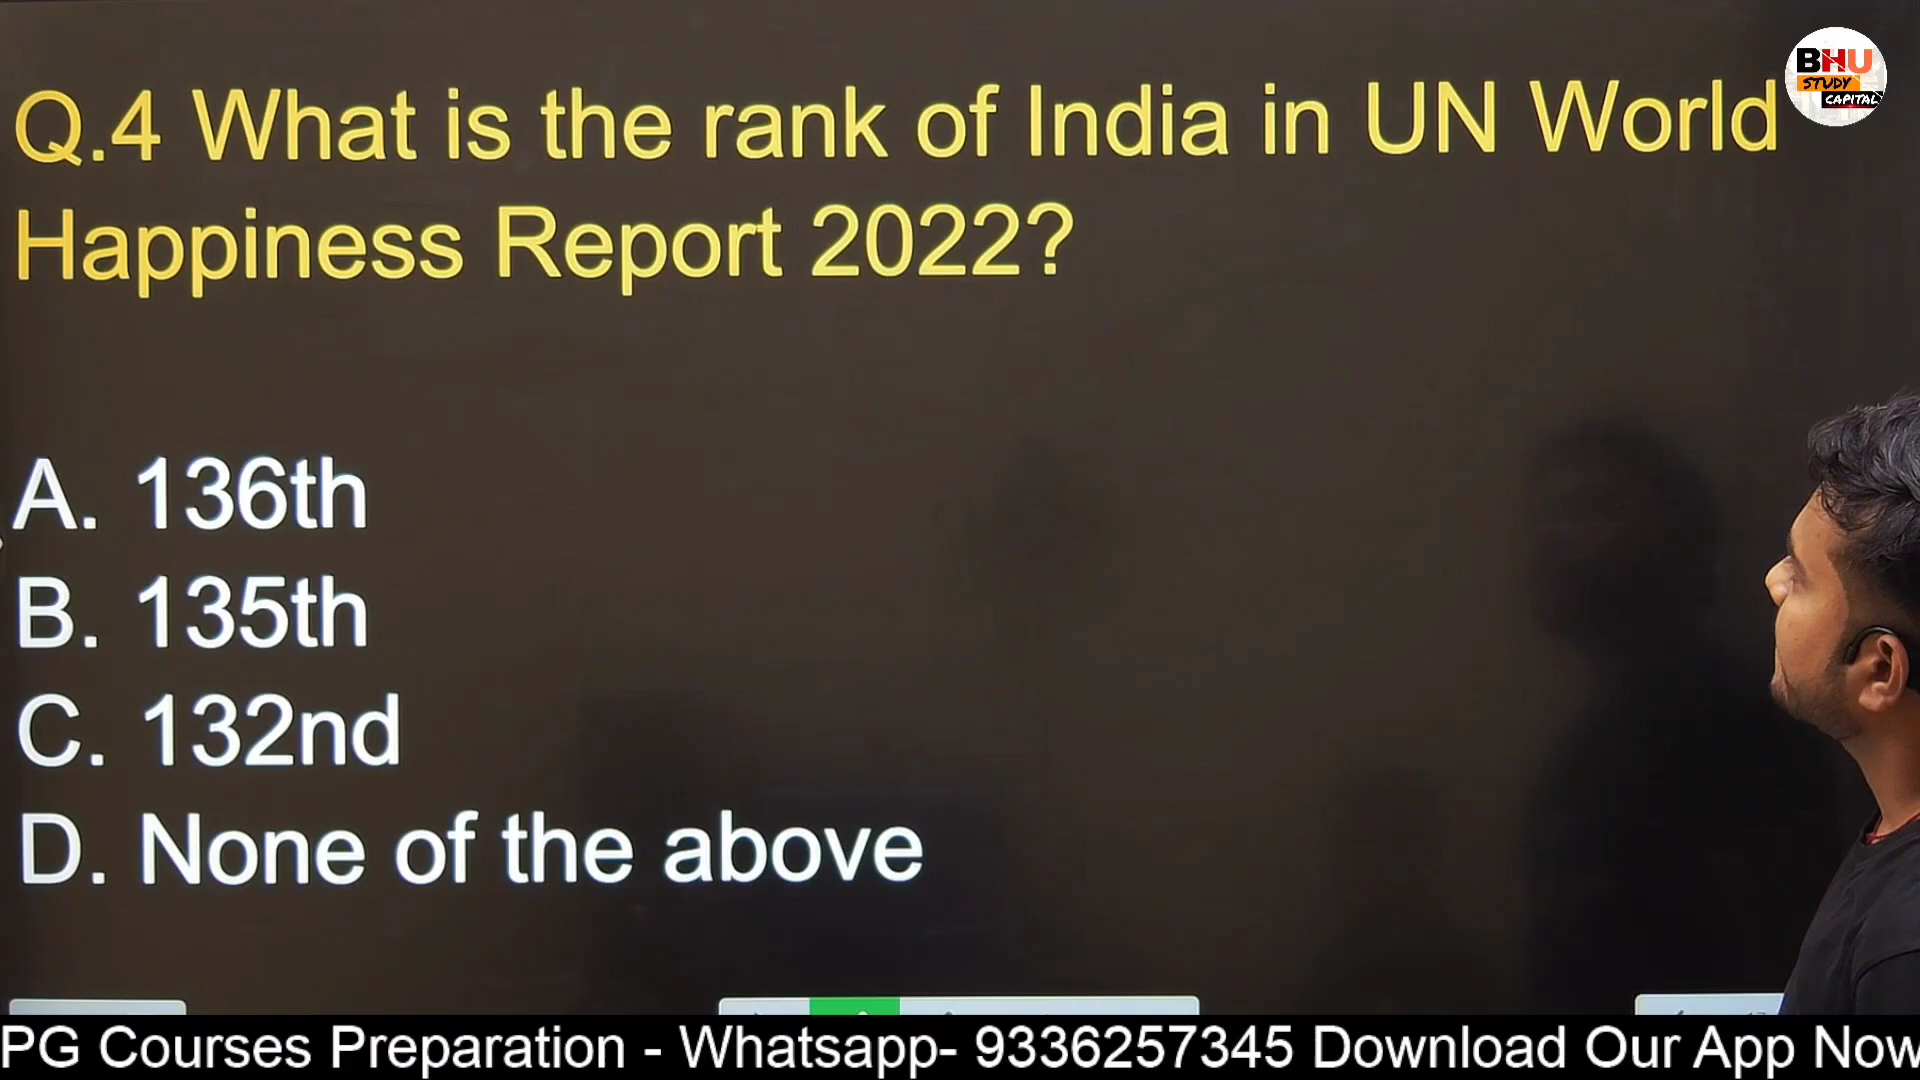 BHU
STUDY
CAPITAL
Q.4 What is the rank of India in UN World
Happiness Report 2022?
A. 136th
B. 135th
C. 132nd
D. None of the above
PG Courses Preparation - Whatsapp- 9336257345 Download Our App Now